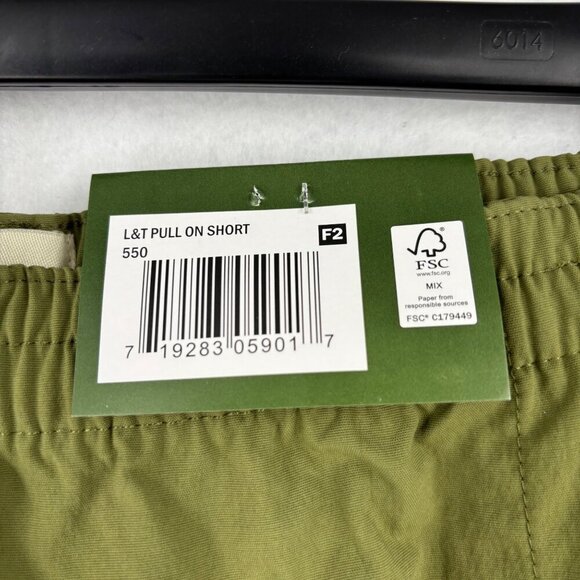 6014
L&T PULL ON SHORT
550
F2
7 19283 05901 7
FSC
www.fsc.org
MIX
Paper from
responsible sources
FSC® C179449